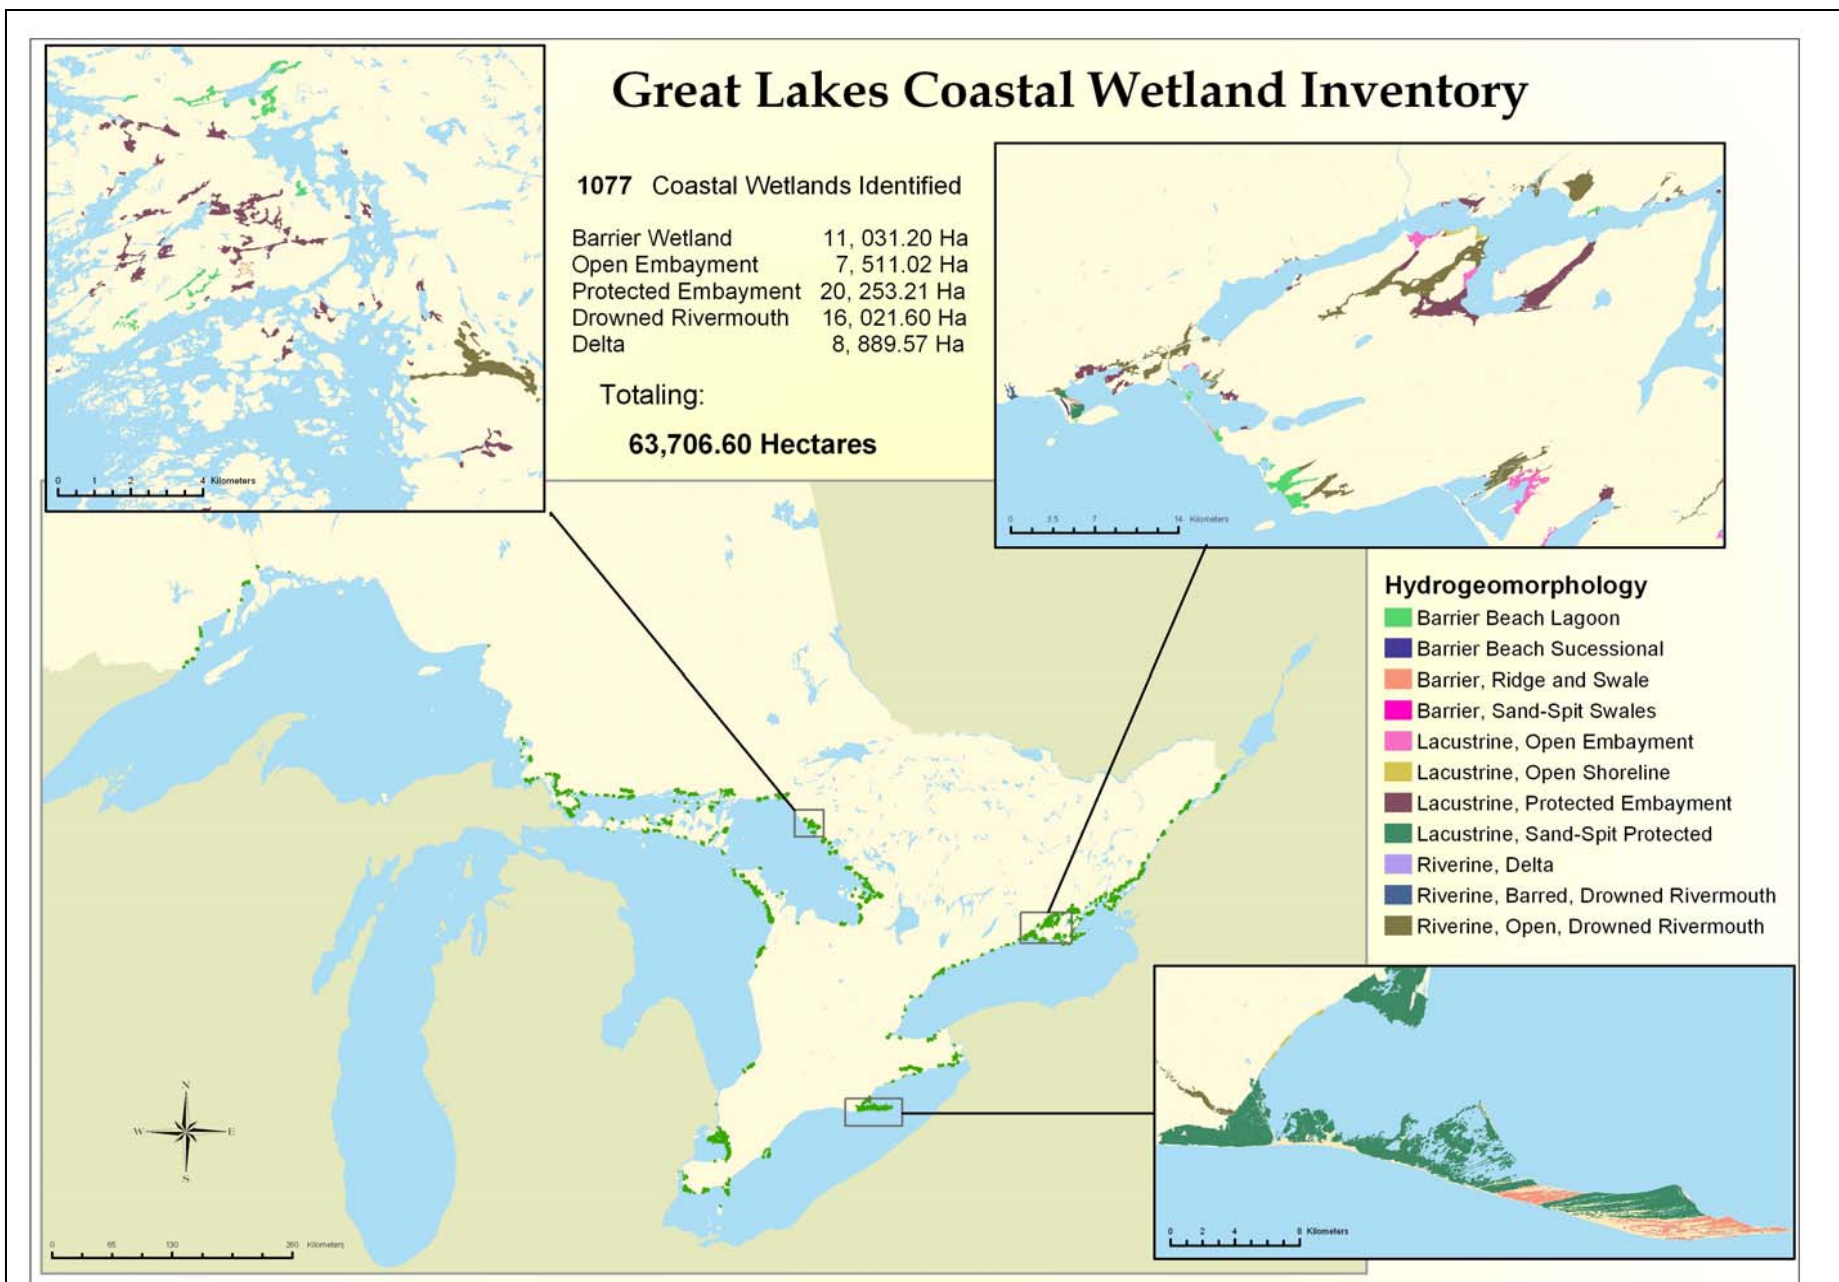 Great Lakes Coastal Wetland Inventory
1077 Coastal Wetlands Identified
Barrier Wetland 11, 031.20 Ha
Open Embayment 7, 511.02 Ha
Protected Embayment 20, 253.21 Ha
Drowned Rivermouth 16, 021.60 Ha
Delta 8, 889.57 Ha
Totaling:
63,706.60 Hectares
0 1 2 4 Kilometers
0 3.5 7 14 Kilometers
Hydrogeomorphology
Barrier Beach Lagoon
Barrier Beach Sucessional
Barrier, Ridge and Swale
Barrier, Sand-Spit Swales
Lacustrine, Open Embayment
Lacustrine, Open Shoreline
Lacustrine, Protected Embayment
Lacustrine, Sand-Spit Protected
Riverine, Delta
Riverine, Barred, Drowned Rivermouth
Riverine, Open, Drowned Rivermouth
N
W E
S
0 65 130 260 Kilometers
0 2 4 8 Kilometers